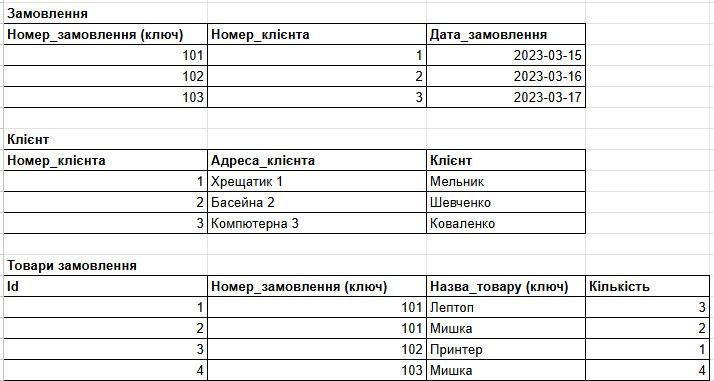 Замовлення
Номер_замовлення (ключ) Номер_клієнта Дата_замовлення
101 1 2023-03-15
102 2 2023-03-16
103 3 2023-03-17
Клієнт
Номер_клієнта Адреса_клієнта Клієнт
1 Хрещатик 1 Мельник
2 Басейна 2 Шевченко
3 Компютерна 3 Коваленко
Товари замовлення
Id Номер_замовлення (ключ) Назва_товару (ключ) Кількість
1 101 Лептоп 3
2 101 Мишка 2
3 102 Принтер 1
4 103 Мишка 4